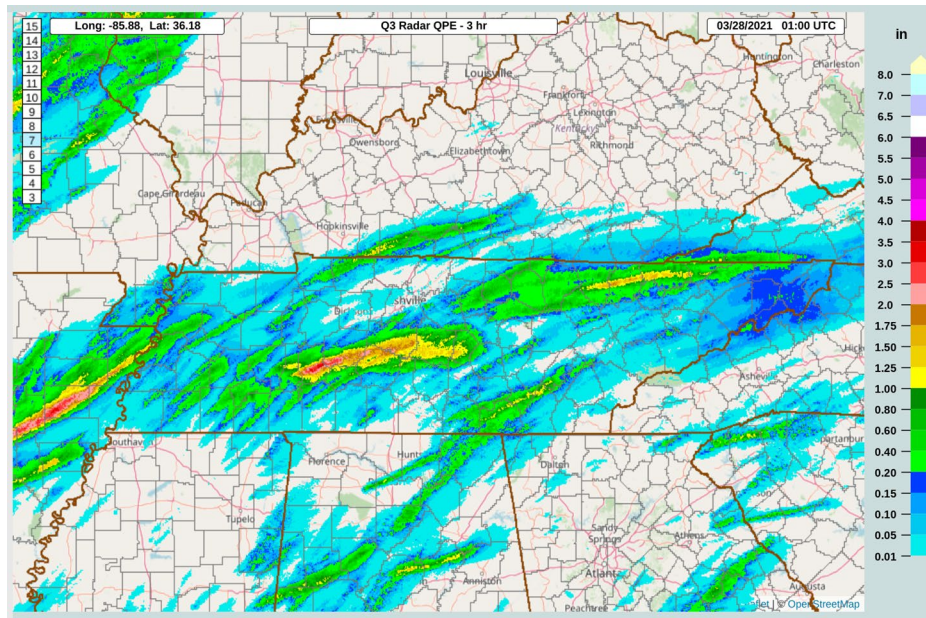 Long: -85.88, Lat: 36.18
Q3 Radar QPE - 3 hr
03/28/2021 01:00 UTC
in
15
14
13
12
11
10
9
8
7
6
5
4
3
8.0
7.0
6.5
6.0
5.5
5.0
4.5
4.0
3.5
3.0
2.5
2.0
1.75
1.50
1.25
1.00
0.80
0.60
0.40
0.20
0.15
0.10
0.05
0.01
Huntington
Charleston
Louisville
Frankfort
Lexington
Kentucky
Owensboro
Elizabethtown
Richmond
Cape Girardeau
Paducah
Hopkinsville
shville
Asheville
Hick
Southaven
Florence
Hunts
Dalton
partanbur
Tupelo
Sandy
Springs
Athens
Anniston
Atlanta
Augusta
Peachtree
aflet | © OpenStreetMap